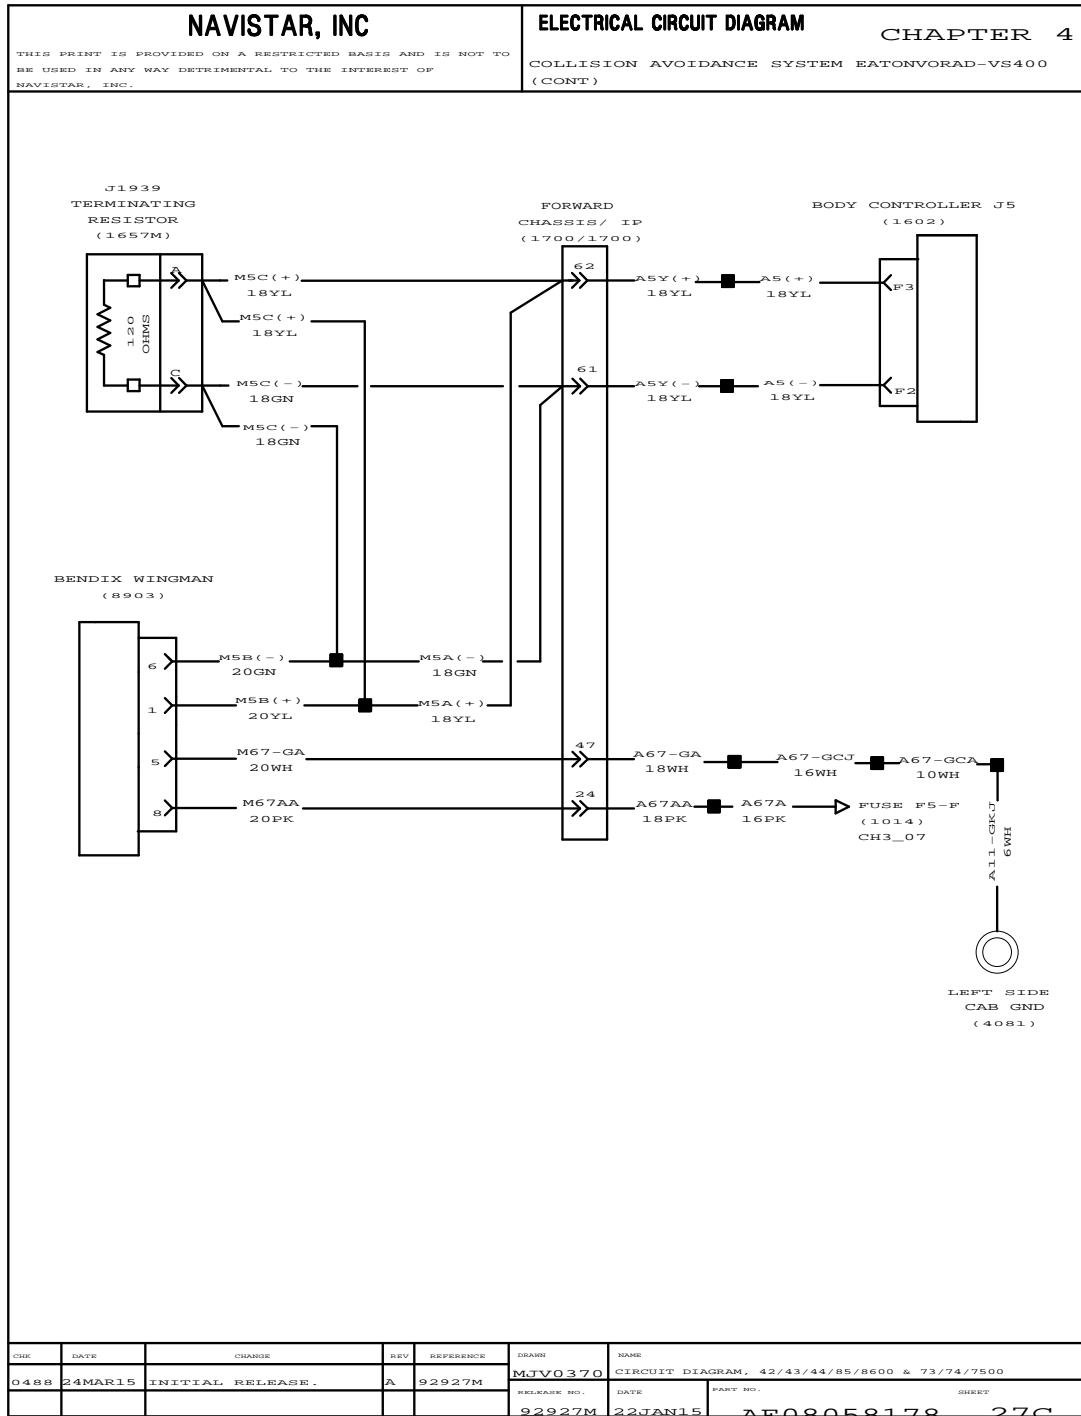 NAVISTAR, INC
THIS PRINT IS PROVIDED ON A RESTRICTED BASIS AND IS NOT TO
BE USED IN ANY WAY DETRIMENTAL TO THE INTEREST OF
NAVISTAR, INC.
ELECTRICAL CIRCUIT DIAGRAM
CHAPTER 4
COLLISION AVOIDANCE SYSTEM EATONVORAD-VS400
(CONT)
J1939
TERMINATING
RESISTOR
(1657M)
FORWARD
CHASSIS/ IP
(1700/1700)
BODY CONTROLLER J5
(1602)
A
120
OHMS
C
M5C(+)
18YL
M5C(+)
18YL
M5C(-)
18GN
M5C(-)
18GN
62
A5Y(+)
18YL
A5(+)
18YL
F3
61
A5Y(-)
18YL
A5(-)
18YL
F2
BENDIX WINGMAN
(8903)
6
M5B(-)
20GN
M5A(-)
18GN
1
M5B(+)
20YL
M5A(+)
18YL
5
M67-GA
20WH
47
A67-GA
18WH
A67-GCJ
16WH
A67-GCA
10WH
8
M67AA
20PK
24
A67AA
18PK
A67A
16PK
FUSE F5-F
(1014)
CH3_07
A11-GKJ
6WH
LEFT SIDE
CAB GND
(4081)
CHK DATE CHANGE REV REFERENCE DRAWN NAME
0488 24MAR15 INITIAL RELEASE. A 92927M MJV0370 CIRCUIT DIAGRAM, 42/43/44/85/8600 & 73/74/7500
RELEASE NO. DATE PART NO. SHEET
92927M 22JAN15 AE08058178 27C